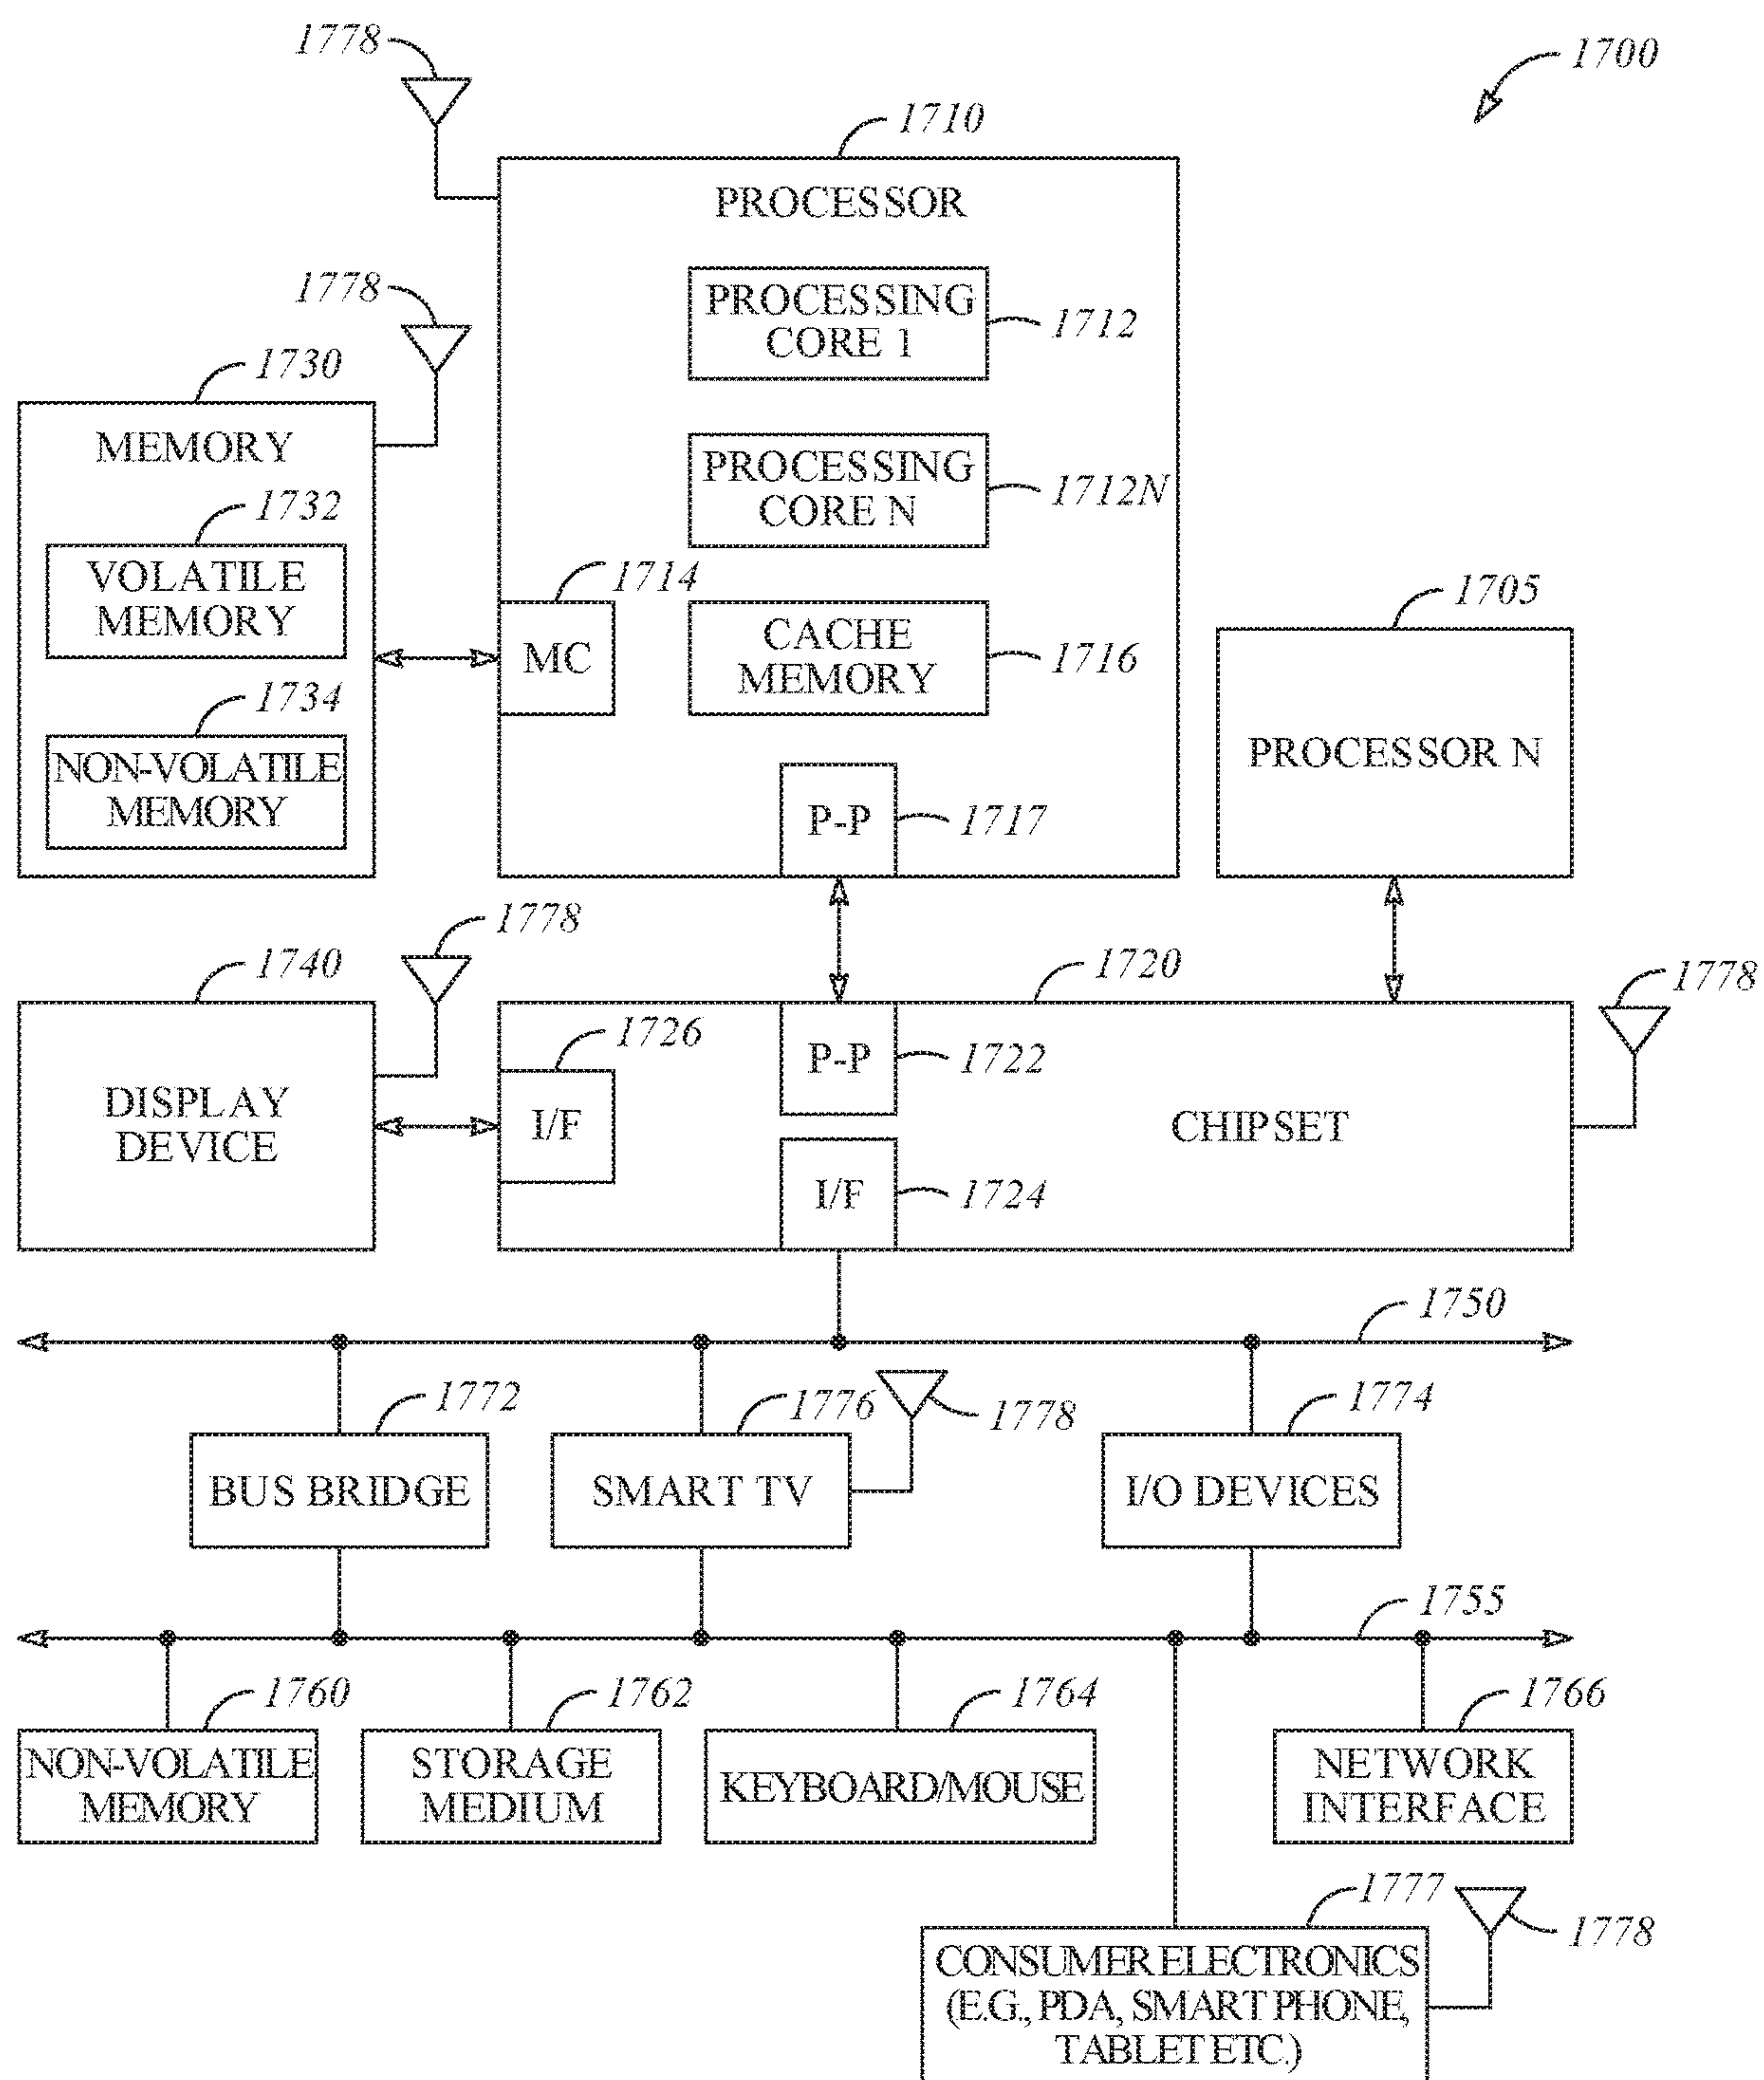 1778
1700
1710
PROCESSOR
PROCESSING
CORE 1
1712
1778
1730
MEMORY
PROCESSING
CORE N
1712N
1732
VOLATILE
MEMORY
1714
MC
CACHE
MEMORY
1716
1705
PROCESSOR N
1734
NON-VOLATILE
MEMORY
P-P
1717
1778
1740
DISPLAY
DEVICE
1720
1778
1726
I/F
P-P
1722
CHIPSET
I/F
1724
1750
1772
BUS BRIDGE
1776
SMART TV
1778
1774
I/O DEVICES
1755
1760
NON-VOLATILE
MEMORY
1762
STORAGE
MEDIUM
1764
KEYBOARD/MOUSE
1766
NETWORK
INTERFACE
1777
1778
CONSUMER ELECTRONICS
(E.G., PDA, SMART PHONE,
TABLET ETC.)